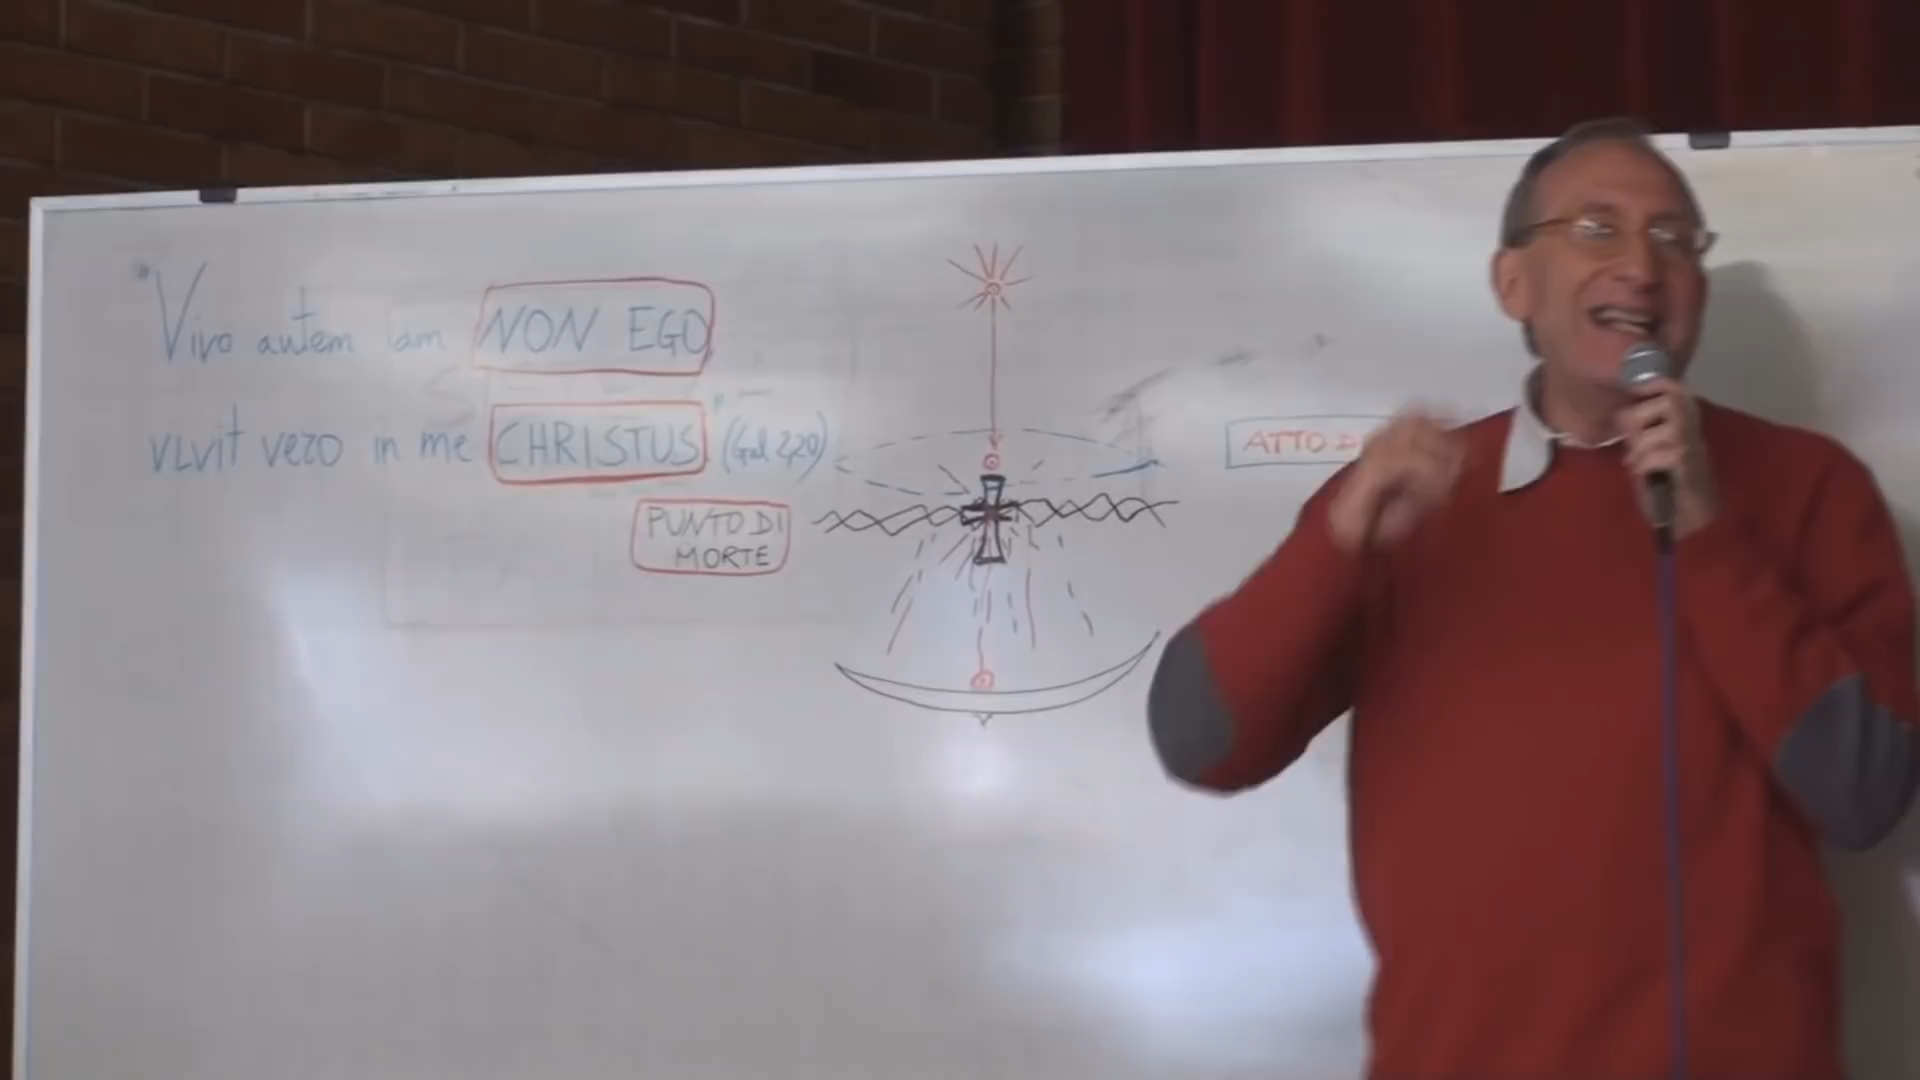 "Vivo autem iam NON EGO,
vivit vero in me CHRISTUS" (Gal 2,20)
PUNTO DI
MORTE
ATTO